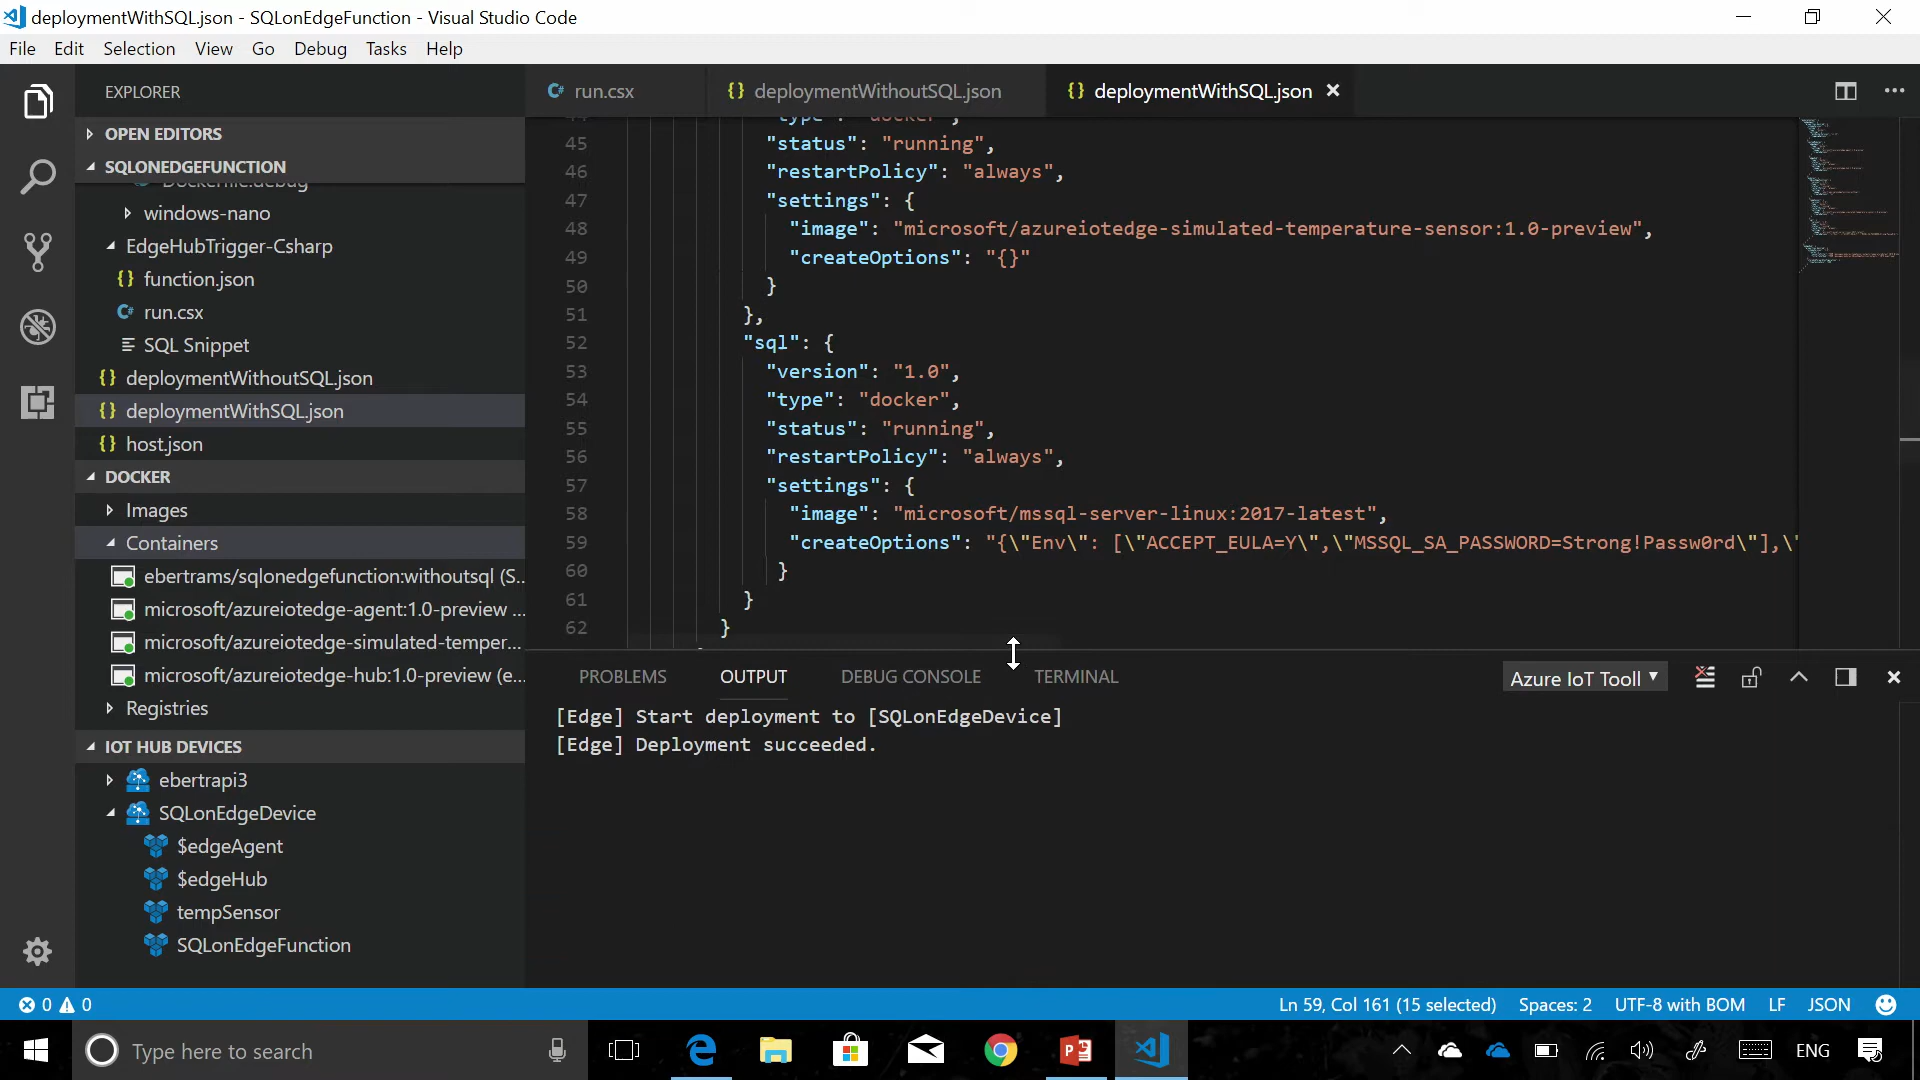 deploymentWithSQL.json - SQLonEdgeFunction - Visual Studio Code
File Edit Selection View Go Debug Tasks Help
EXPLORER
run.csx
deploymentWithoutSQL.json
deploymentWithSQL.json
OPEN EDITORS
SQLONEDGEFUNCTION
Dockerfile.debug
windows-nano
EdgeHubTrigger-Csharp
function.json
run.csx
SQL Snippet
deploymentWithoutSQL.json
deploymentWithSQL.json
host.json
DOCKER
Images
Containers
ebertrams/sqlonedgefunction:withoutsql (S...
microsoft/azureiotedge-agent:1.0-preview ...
microsoft/azureiotedge-simulated-temper...
microsoft/azureiotedge-hub:1.0-preview (e...
Registries
IOT HUB DEVICES
ebertrapi3
SQLonEdgeDevice
$edgeAgent
$edgeHub
tempSensor
SQLonEdgeFunction
44 "type": "docker",
45 "status": "running",
46 "restartPolicy": "always",
47 "settings": {
48 "image": "microsoft/azureiotedge-simulated-temperature-sensor:1.0-preview",
49 "createOptions": "{}"
50 }
51 },
52 "sql": {
53 "version": "1.0",
54 "type": "docker",
55 "status": "running",
56 "restartPolicy": "always",
57 "settings": {
58 "image": "microsoft/mssql-server-linux:2017-latest",
59 "createOptions": "{\"Env\": [\"ACCEPT_EULA=Y\",\"MSSQL_SA_PASSWORD=Strong!Passw0rd\"],\"
60 }
61 }
62 }
PROBLEMS OUTPUT DEBUG CONSOLE TERMINAL
Azure IoT Tooll
[Edge] Start deployment to [SQLonEdgeDevice]
[Edge] Deployment succeeded.
0 0
Ln 59, Col 161 (15 selected) Spaces: 2 UTF-8 with BOM LF JSON
Type here to search
ENG